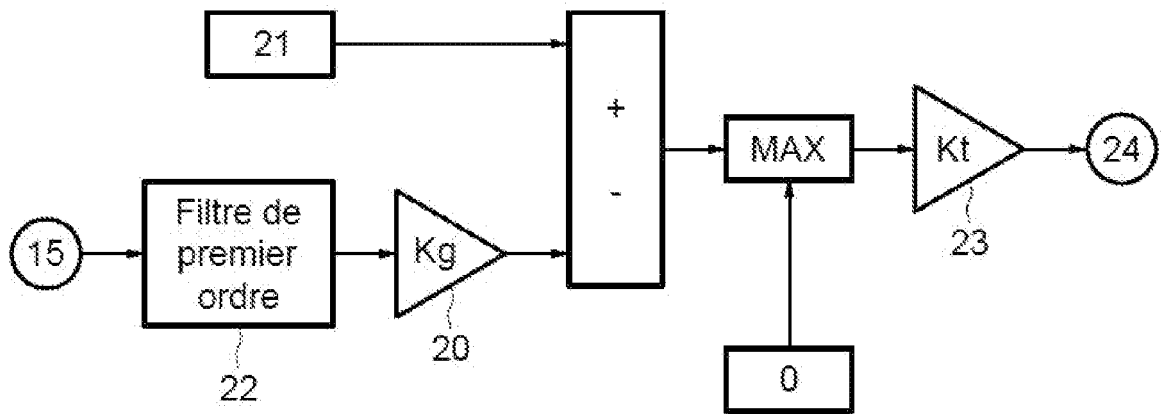 21
+
-
15
Filtre de
premier
ordre
22
Kg
20
MAX
0
Kt
23
24